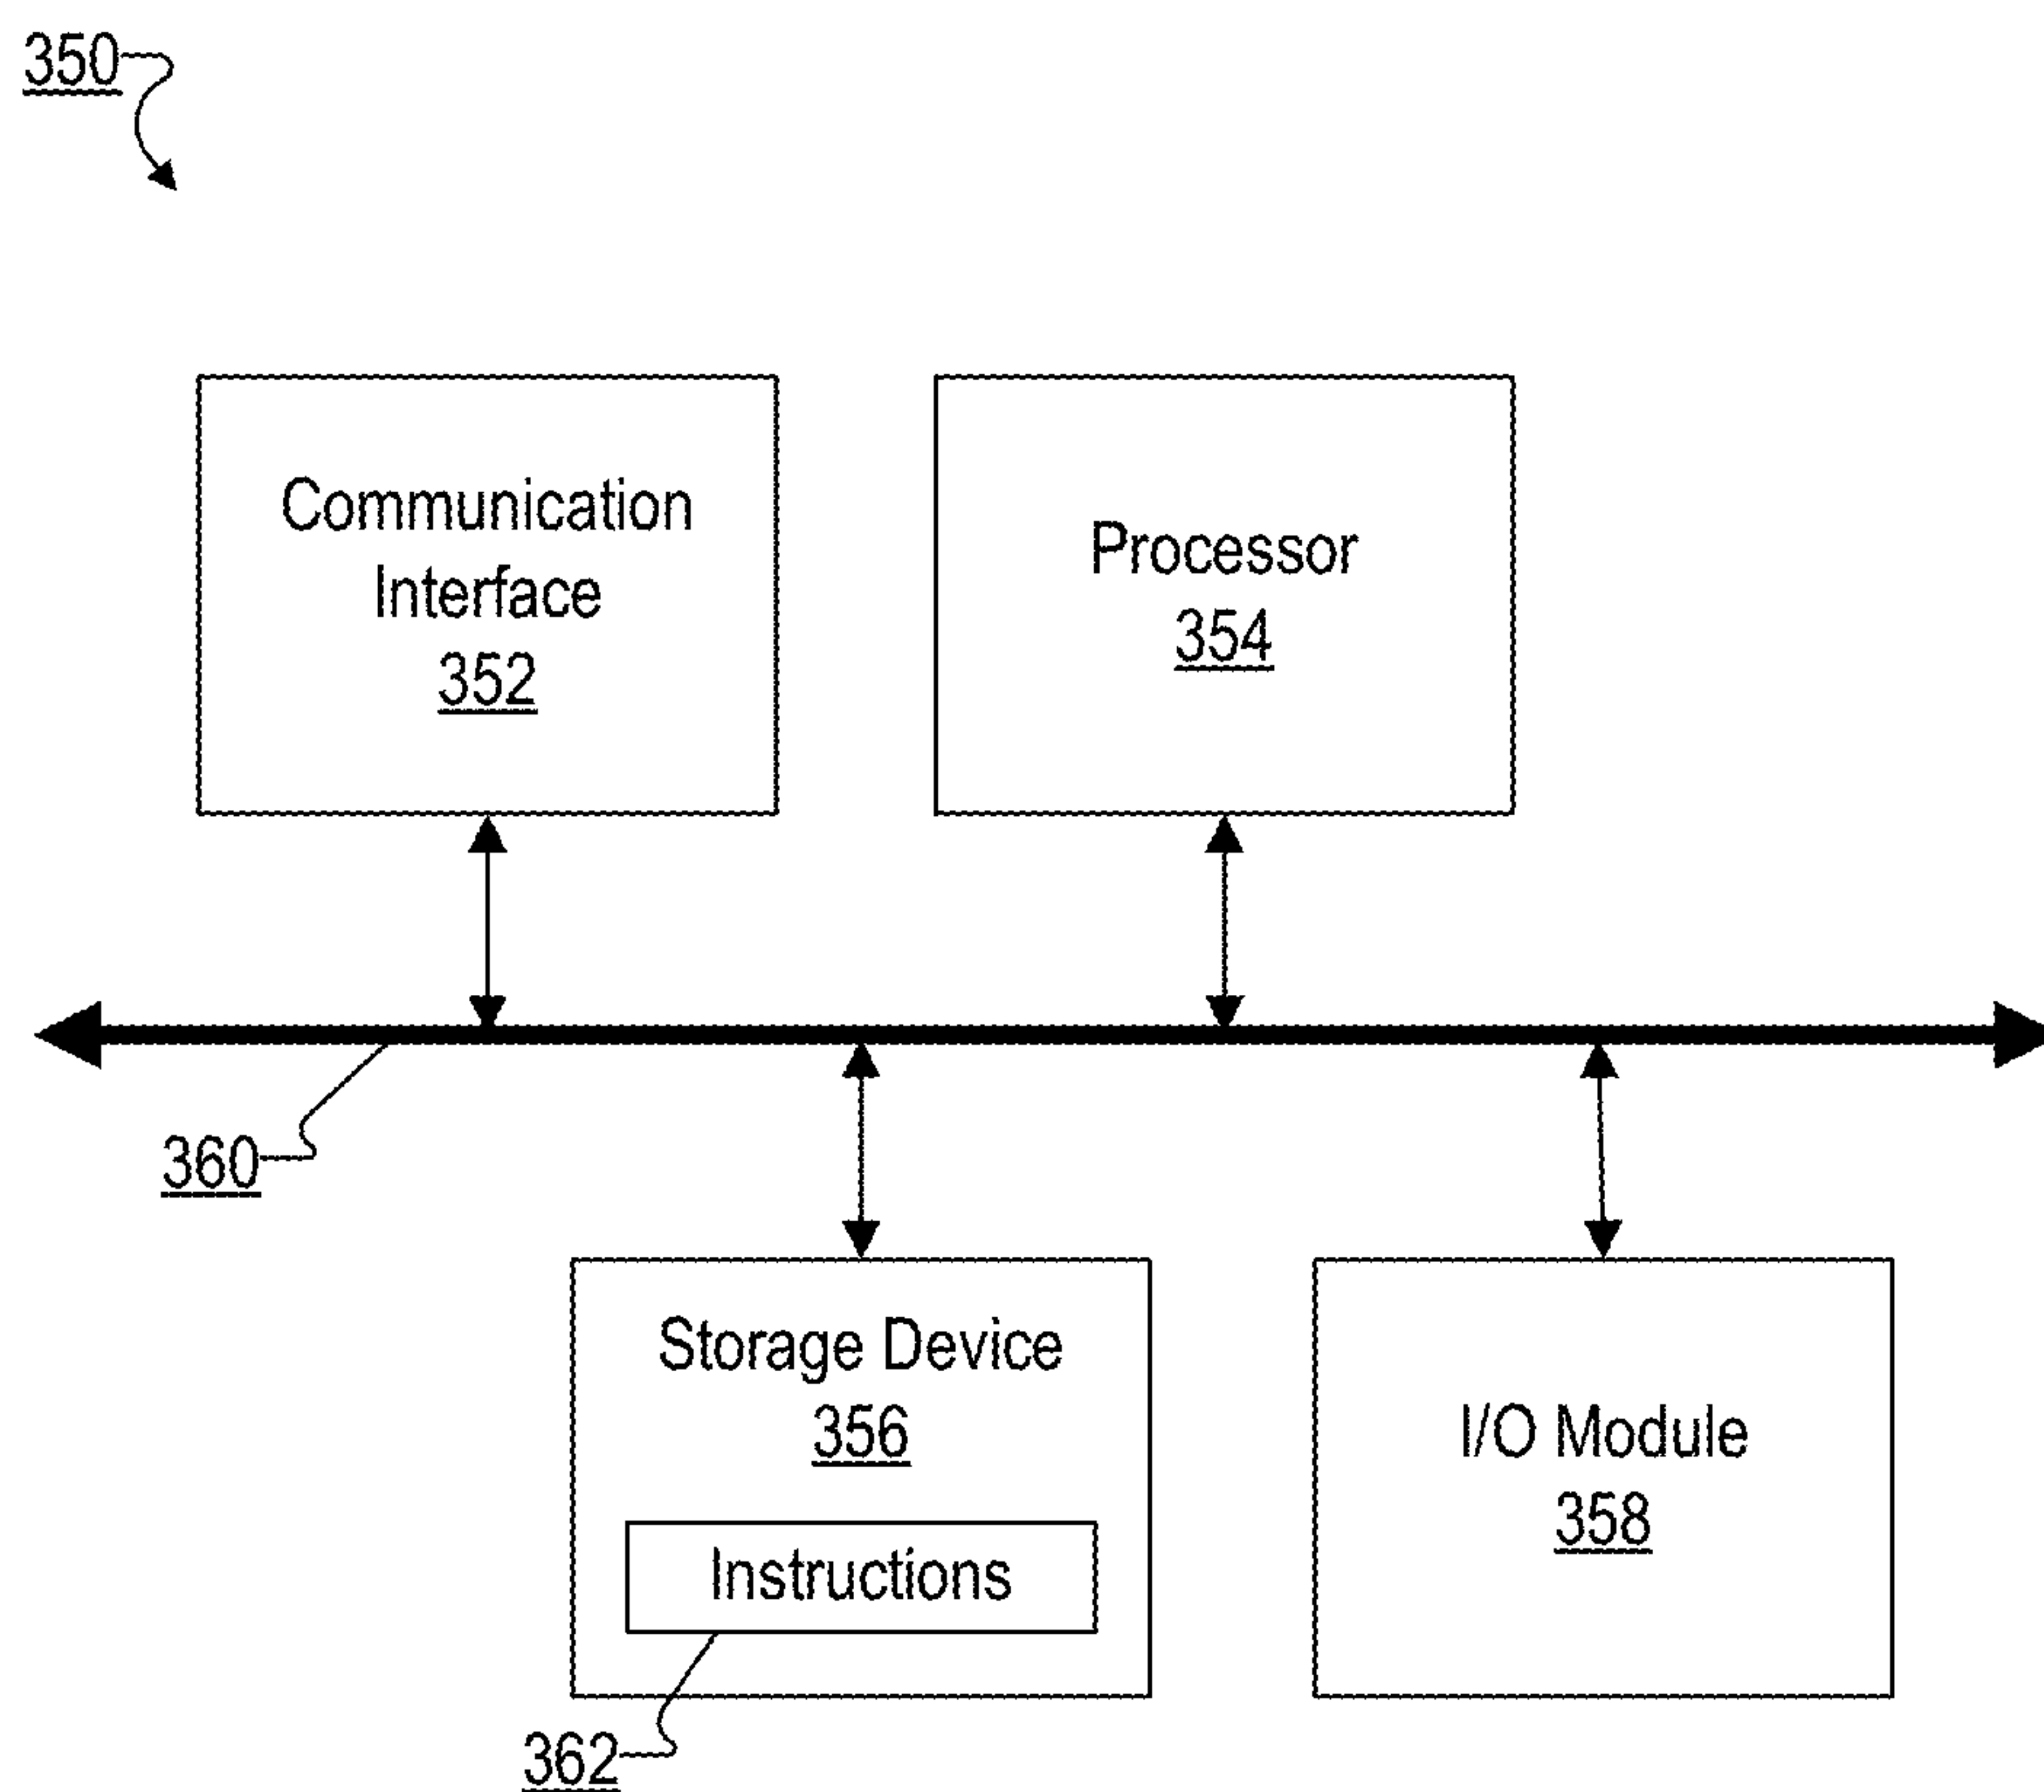 350
Communication
Interface
352
Processor
354
360
Storage Device
356
Instructions
I/O Module
358
362